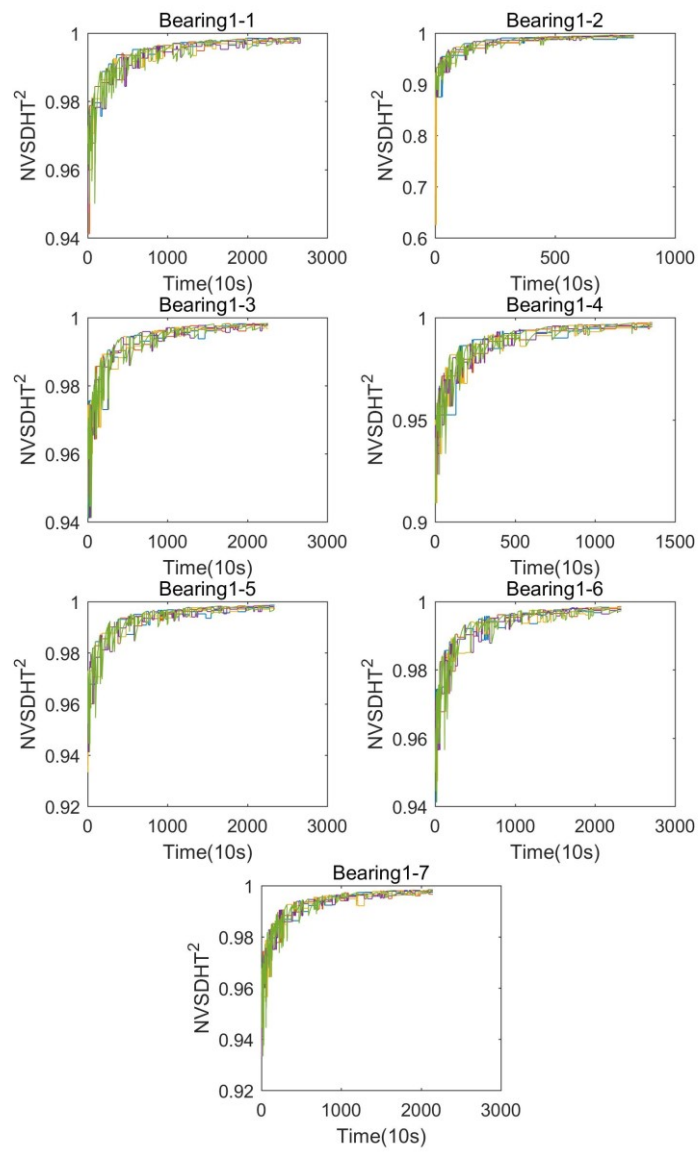 Bearing1-1
1
0.98
0.96
0.94
NVSDHT²
0 1000 2000 3000
Time(10s)
Bearing1-2
1
0.9
0.8
0.7
0.6
NVSDHT²
0 500 1000
Time(10s)
Bearing1-3
1
0.98
0.96
0.94
NVSDHT²
0 1000 2000 3000
Time(10s)
Bearing1-4
1
0.95
0.9
NVSDHT²
0 500 1000 1500
Time(10s)
Bearing1-5
1
0.98
0.96
0.94
0.92
NVSDHT²
0 1000 2000 3000
Time(10s)
Bearing1-6
1
0.98
0.96
0.94
NVSDHT²
0 1000 2000 3000
Time(10s)
Bearing1-7
1
0.98
0.96
0.94
0.92
NVSDHT²
0 1000 2000 3000
Time(10s)